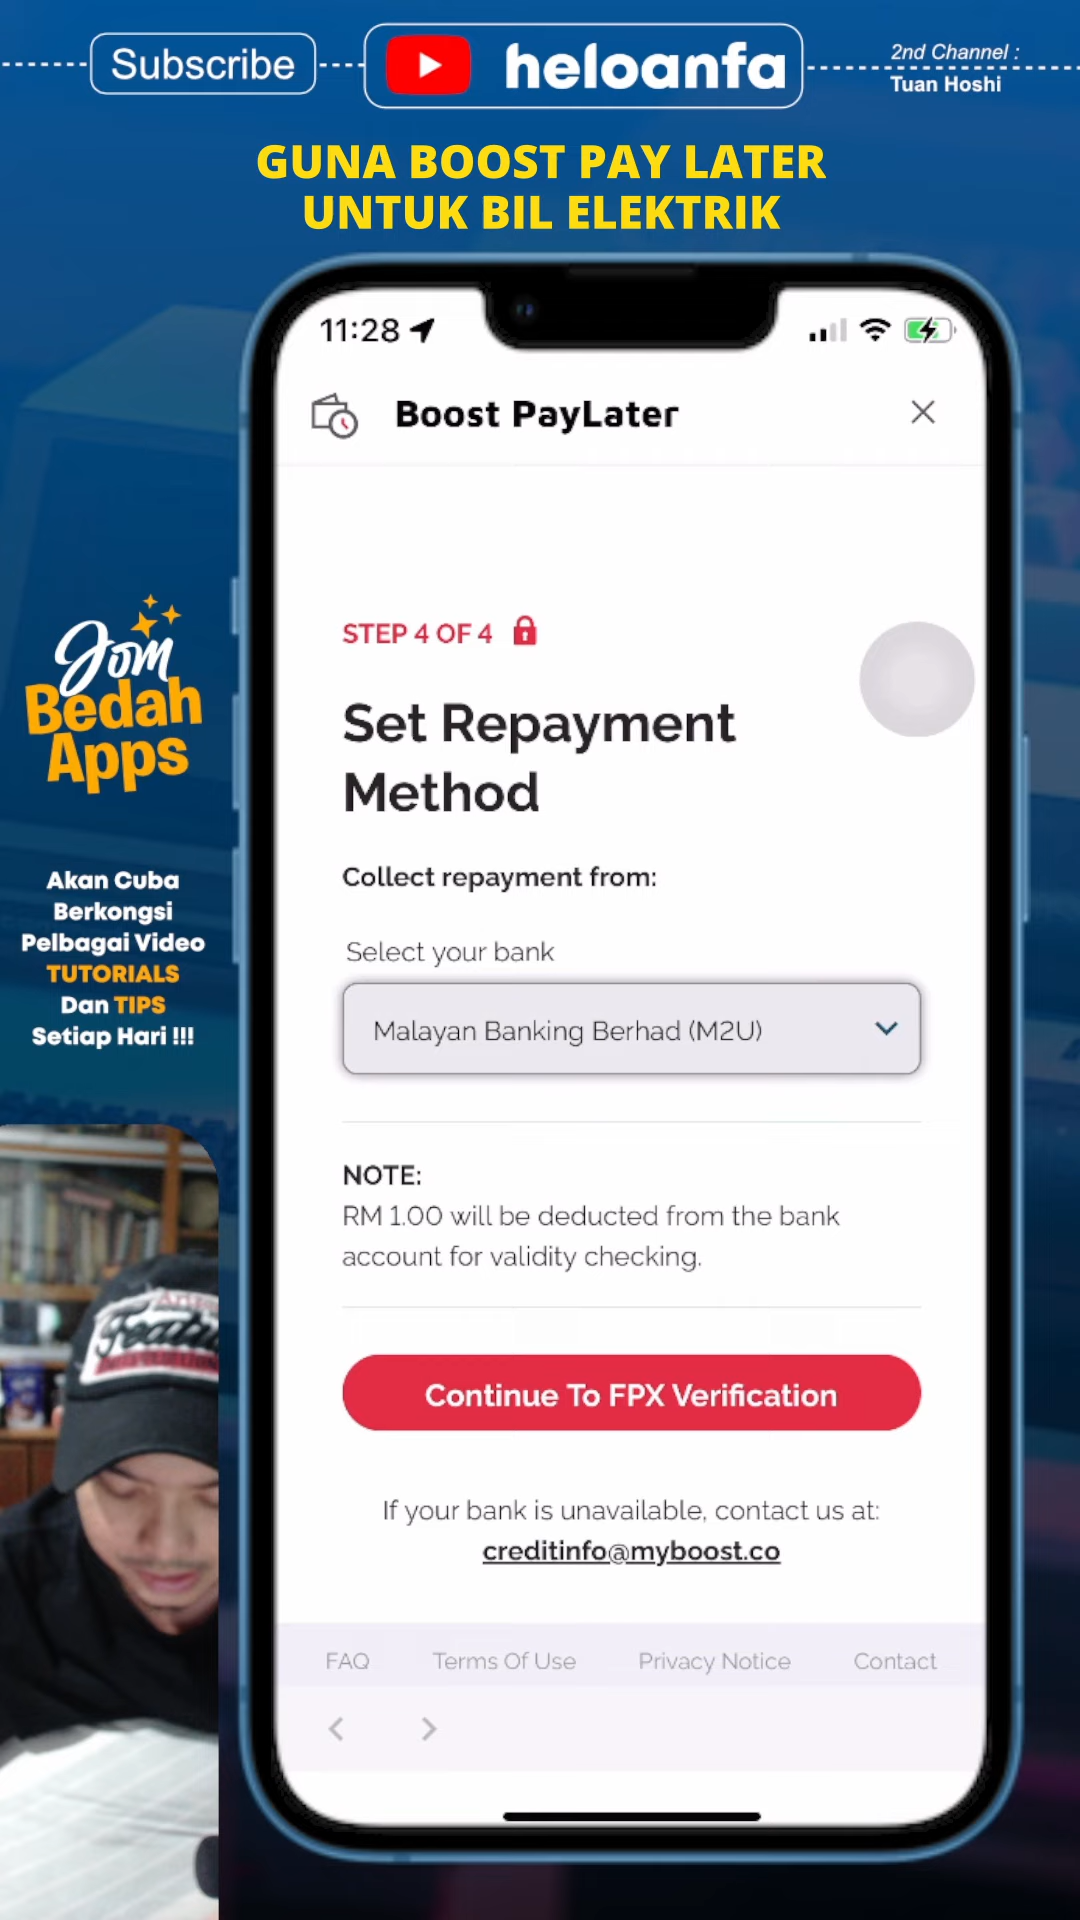 Subscribe
heloanfa
2nd Channel :
Tuan Hoshi
GUNA BOOST PAY LATER
UNTUK BIL ELEKTRIK
11:28
Boost PayLater
STEP 4 OF 4
Set Repayment
Method
Collect repayment from:
Select your bank
Malayan Banking Berhad (M2U)
NOTE:
RM 1.00 will be deducted from the bank
account for validity checking.
Continue To FPX Verification
If your bank is unavailable, contact us at:
creditinfo@myboost.co
FAQ
Terms Of Use
Privacy Notice
Contact
Jom
Bedah
Apps
Akan Cuba
Berkongsi
Pelbagai Video
TUTORIALS
Dan TIPS
Setiap Hari !!!